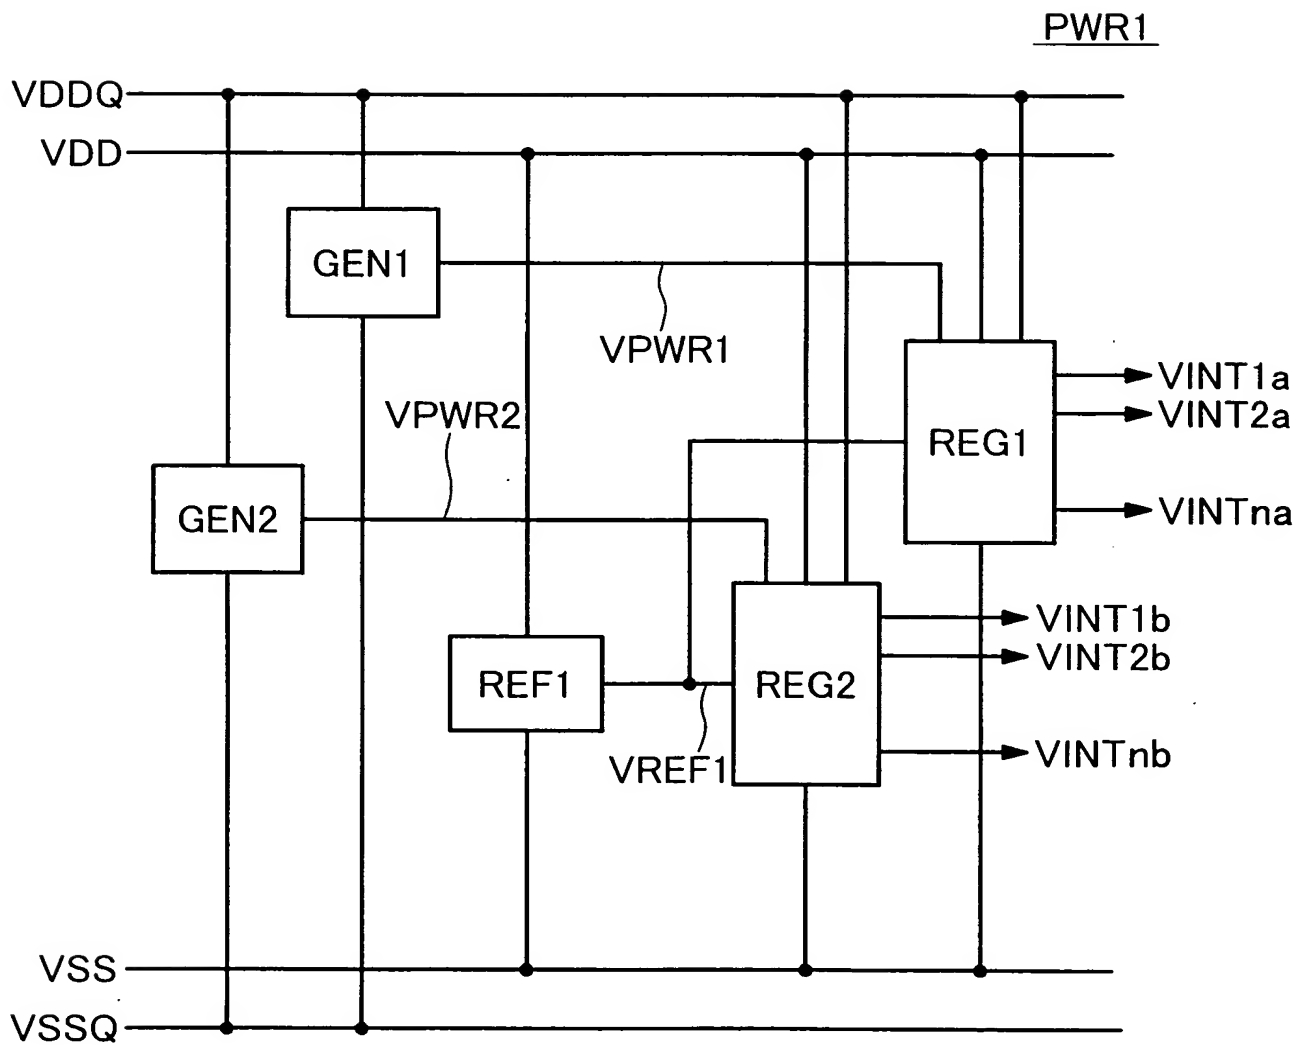 PWR1
VDDQ
VDD
GEN1
VPWR1
VINT1a
VPWR2
VINT2a
REG1
GEN2
VINTna
VINT1b
VINT2b
REF1
REG2
VREF1
VINTnb
VSS
VSSQ